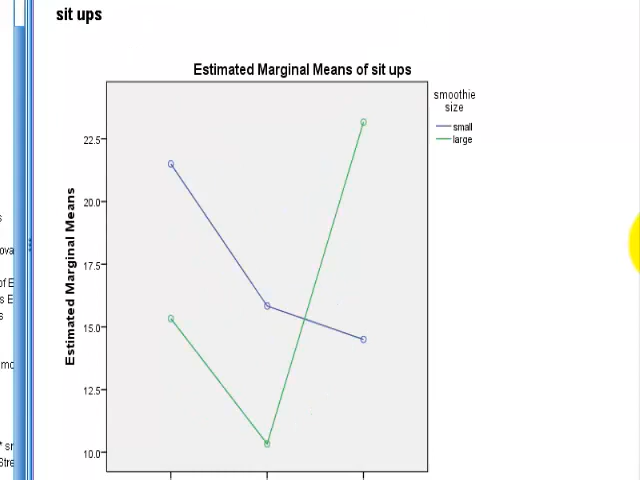 sit ups
Estimated Marginal Means of sit ups
smoothie
size
small
large
Estimated Marginal Means
22.5
20.0
17.5
15.0
12.5
10.0